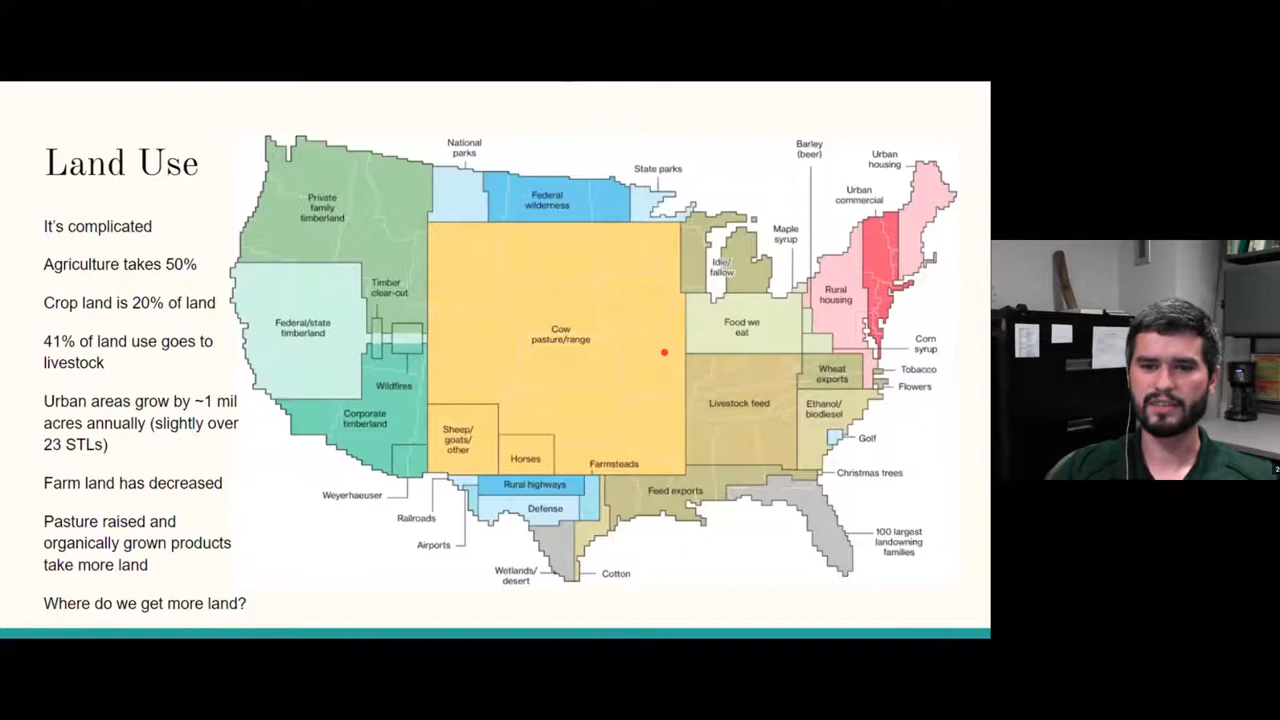 Land Use
It's complicated
Agriculture takes 50%
Crop land is 20% of land
41% of land use goes to
livestock
Urban areas grow by ~1 mil
acres annually (slightly over
23 STLs)
Farm land has decreased
Pasture raised and
organically grown products
take more land
Where do we get more land?
National
parks
State parks
Barley
(beer)
Urban
housing
Urban
commercial
Private
family
timberland
Federal
wilderness
Maple
syrup
Idle/
fallow
Timber
clear-cut
Rural
housing
Federal/state
timberland
Cow
pasture/range
Food we
eat
Corn
syrup
Wildfires
Wheat
exports
Tobacco
Flowers
Livestock feed
Ethanol/
biodiesel
Corporate
timberland
Sheep/
goats/
other
Horses
Golf
Farmsteads
Christmas trees
Weyerhaeuser
Rural highways
Feed exports
Defense
Railroads
Airports
100 largest
landowning
families
Wetlands/
desert
Cotton
2